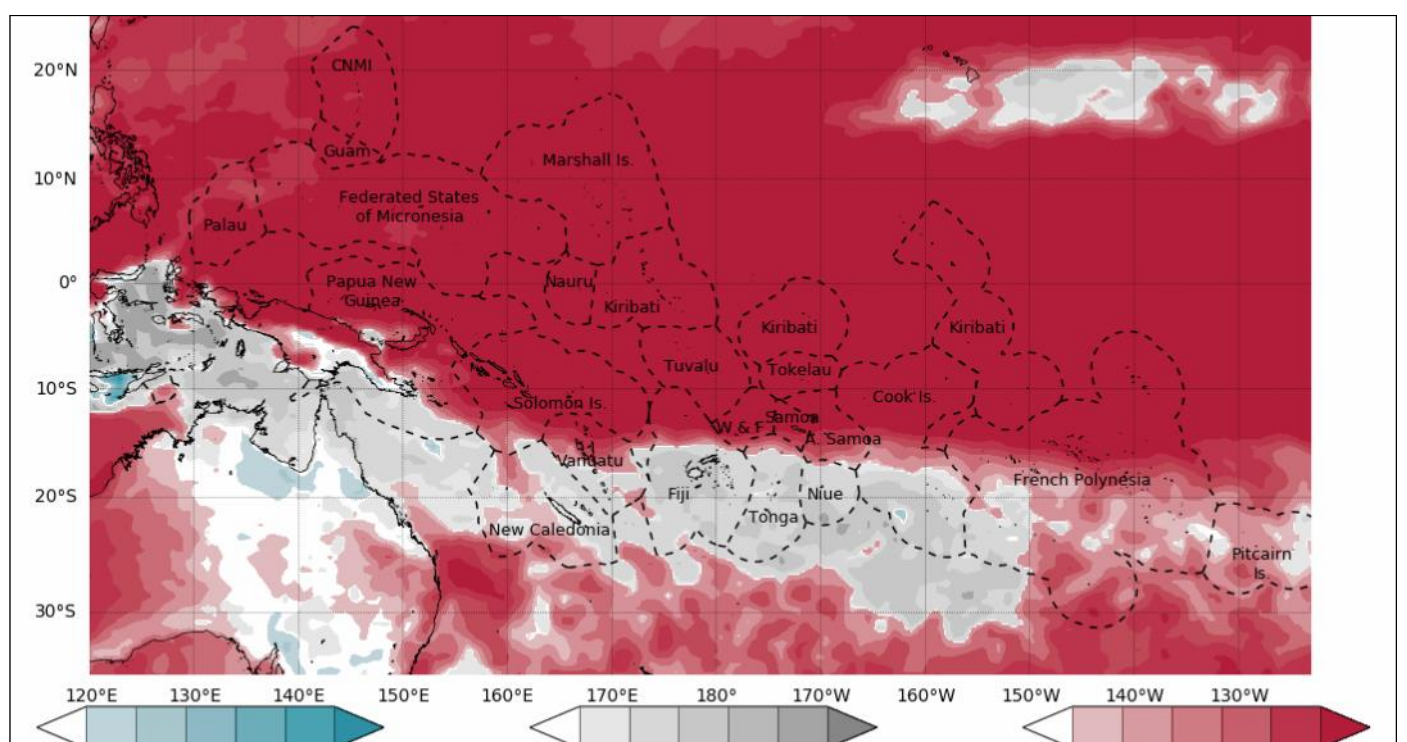 20°N
10°N
0°
10°S
20°S
30°S
CNMI
Guam
Marshall Is.
Federated States
of Micronesia
Palau
Papua New
Guinea
Nauru
Kiribati
Kiribati
Kiribati
Tuvalu
Tokelau
Solomon Is.
Cook Is.
W & F
Samoa
A. Samoa
Vanuatu
Fiji
Niue
French Polynesia
Tonga
New Caledonia
Pitcairn
Is.
120°E
130°E
140°E
150°E
160°E
170°E
180°
170°W
160°W
150°W
140°W
130°W